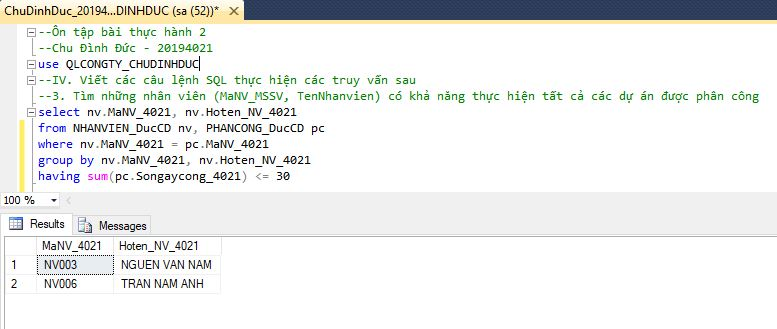 ChuDinhDuc_20194...DINHDUC (sa (52))*
--Ôn tập bài thực hành 2
--Chu Đình Đức - 20194021
use QLCONGTY_CHUDINHDUC
--IV. Viết các câu lệnh SQL thực hiện các truy vấn sau
--3. Tìm những nhân viên (MaNV_MSSV, TenNhanvien) có khả năng thực hiện tất cả các dự án được phân công
select nv.MaNV_4021, nv.Hoten_NV_4021
from NHANVIEN_DucCD nv, PHANCONG_DucCD pc
where nv.MaNV_4021 = pc.MaNV_4021
group by nv.MaNV_4021, nv.Hoten_NV_4021
having sum(pc.Songaycong_4021) <= 30
100 %
Results Messages
MaNV_4021 Hoten_NV_4021
1 NV003 NGUEN VAN NAM
2 NV006 TRAN NAM ANH